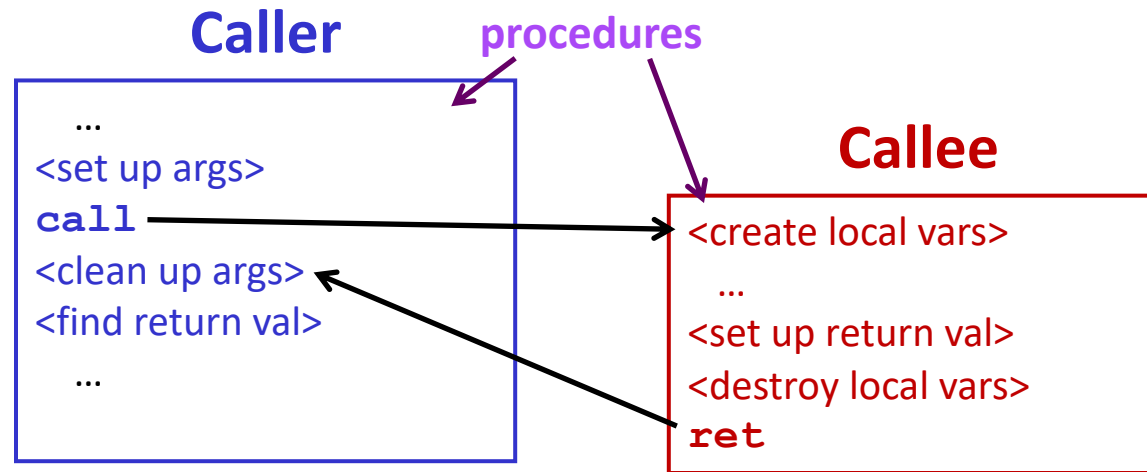 Caller
procedures
...
<set up args>
call
<clean up args>
<find return val>
...
Callee
<create local vars>
...
<set up return val>
<destroy local vars>
ret